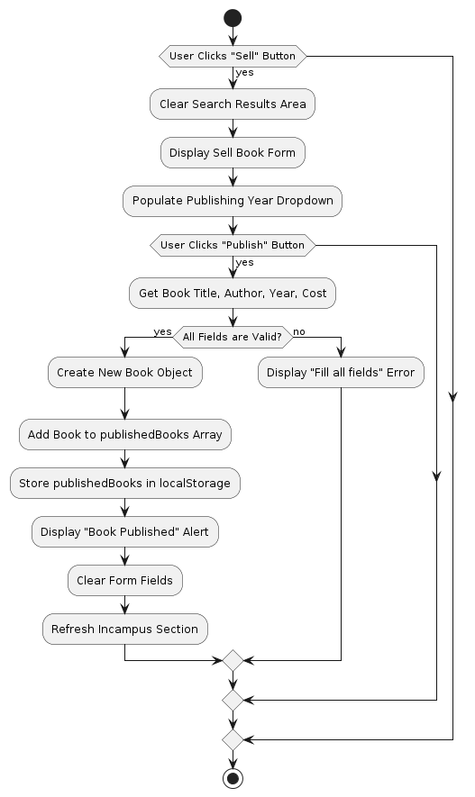 User Clicks "Sell" Button
yes
Clear Search Results Area
Display Sell Book Form
Populate Publishing Year Dropdown
User Clicks "Publish" Button
yes
Get Book Title, Author, Year, Cost
yes
All Fields are Valid?
no
Create New Book Object
Display "Fill all fields" Error
Add Book to publishedBooks Array
Store publishedBooks in localStorage
Display "Book Published" Alert
Clear Form Fields
Refresh Incampus Section